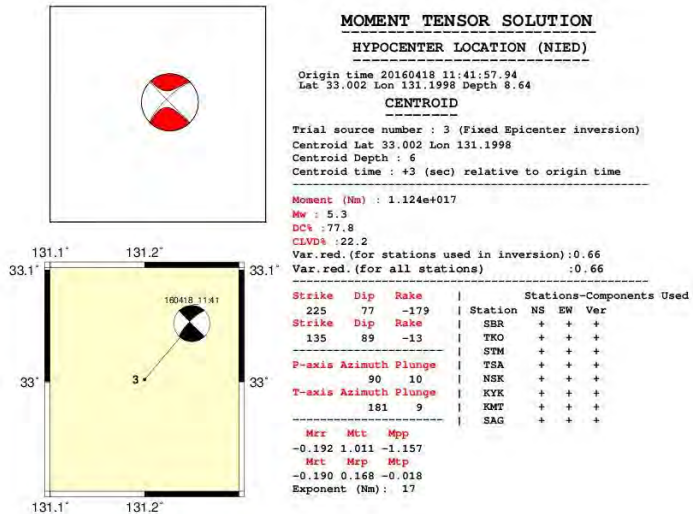 MOMENT TENSOR SOLUTION
HYPOCENTER LOCATION (NIED)
Origin time 20160418 11:41:57.94
Lat 33.002 Lon 131.1998 Depth 8.64
CENTROID
Trial source number : 3 (Fixed Epicenter inversion)
Centroid Lat 33.002 Lon 131.1998
Centroid Depth : 6
Centroid time : +3 (sec) relative to origin time
Moment (Nm) : 1.124e+017
Mw : 5.3
DC% :77.8
CLVD% :22.2
Var.red.(for stations used in inversion):0.66
Var.red.(for all stations) :0.66
Strike Dip Rake
225 77 -179
Strike Dip Rake
135 89 -13
P-axis Azimuth Plunge
90 10
T-axis Azimuth Plunge
181 9
Mrr Mtt Mpp
-0.192 1.011 -1.157
Mrt Mrp Mtp
-0.190 0.168 -0.018
Exponent (Nm): 17
Stations-Components Used
Station NS EW Ver
SBR + + +
TKO + + +
STM + + +
TSA + + +
NSK + + +
KYK + + +
KMT + + +
SAG + + +
131.1° 131.2°
33.1° 33.1°
160418_11:41
3
33° 33°
131.1° 131.2°